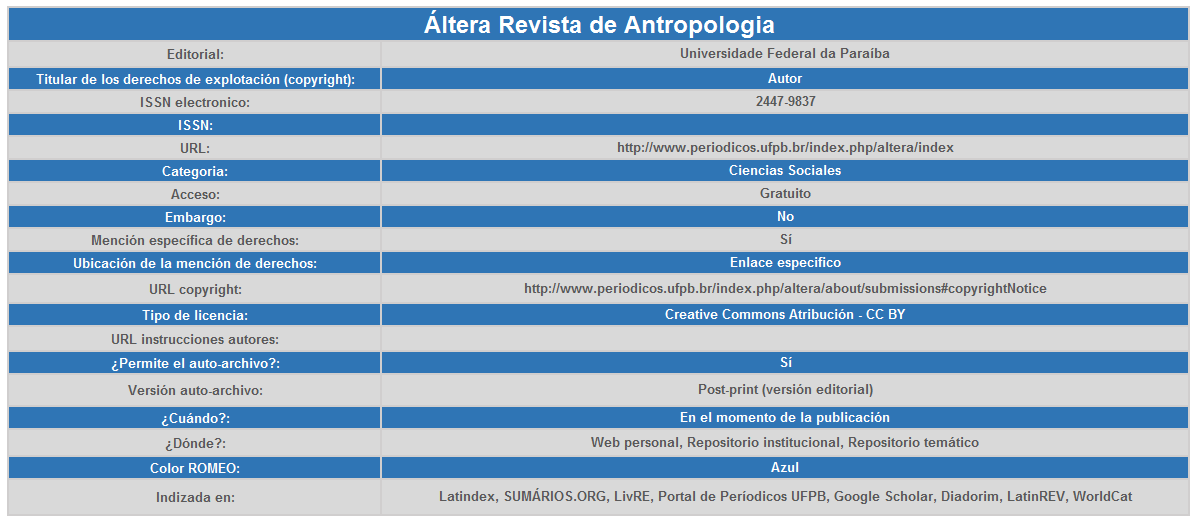 Áltera Revista de Antropologia
Editorial: Universidade Federal da Paraíba
Titular de los derechos de explotación (copyright): Autor
ISSN electronico: 2447-9837
ISSN:
URL: http://www.periodicos.ufpb.br/index.php/altera/index
Categoria: Ciencias Sociales
Acceso: Gratuito
Embargo: No
Mención específica de derechos: Sí
Ubicación de la mención de derechos: Enlace especifico
URL copyright: http://www.periodicos.ufpb.br/index.php/altera/about/submissions#copyrightNotice
Tipo de licencia: Creative Commons Atribución - CC BY
URL instrucciones autores:
¿Permite el auto-archivo?: Sí
Versión auto-archivo: Post-print (versión editorial)
¿Cuándo?: En el momento de la publicación
¿Dónde?: Web personal, Repositorio institucional, Repositorio temático
Color ROMEO: Azul
Indizada en: Latindex, SUMÁRIOS.ORG, LivRE, Portal de Períodicos UFPB, Google Scholar, Diadorim, LatinREV, WorldCat